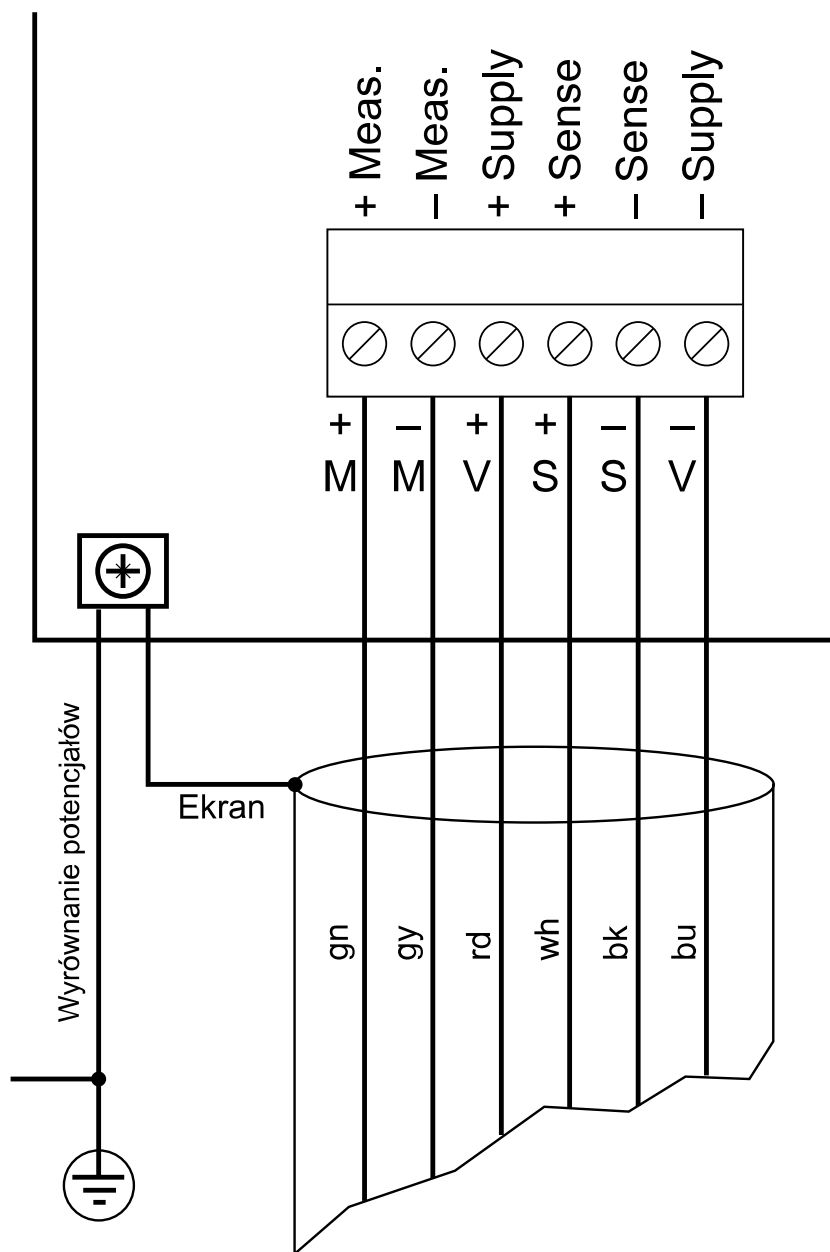 + Meas.
– Meas.
+ Supply
+ Sense
– Sense
– Supply
+ M
– M
+ V
+ S
– S
– V
Wyrównanie potencjałów
Ekran
gn
gy
rd
wh
bk
bu